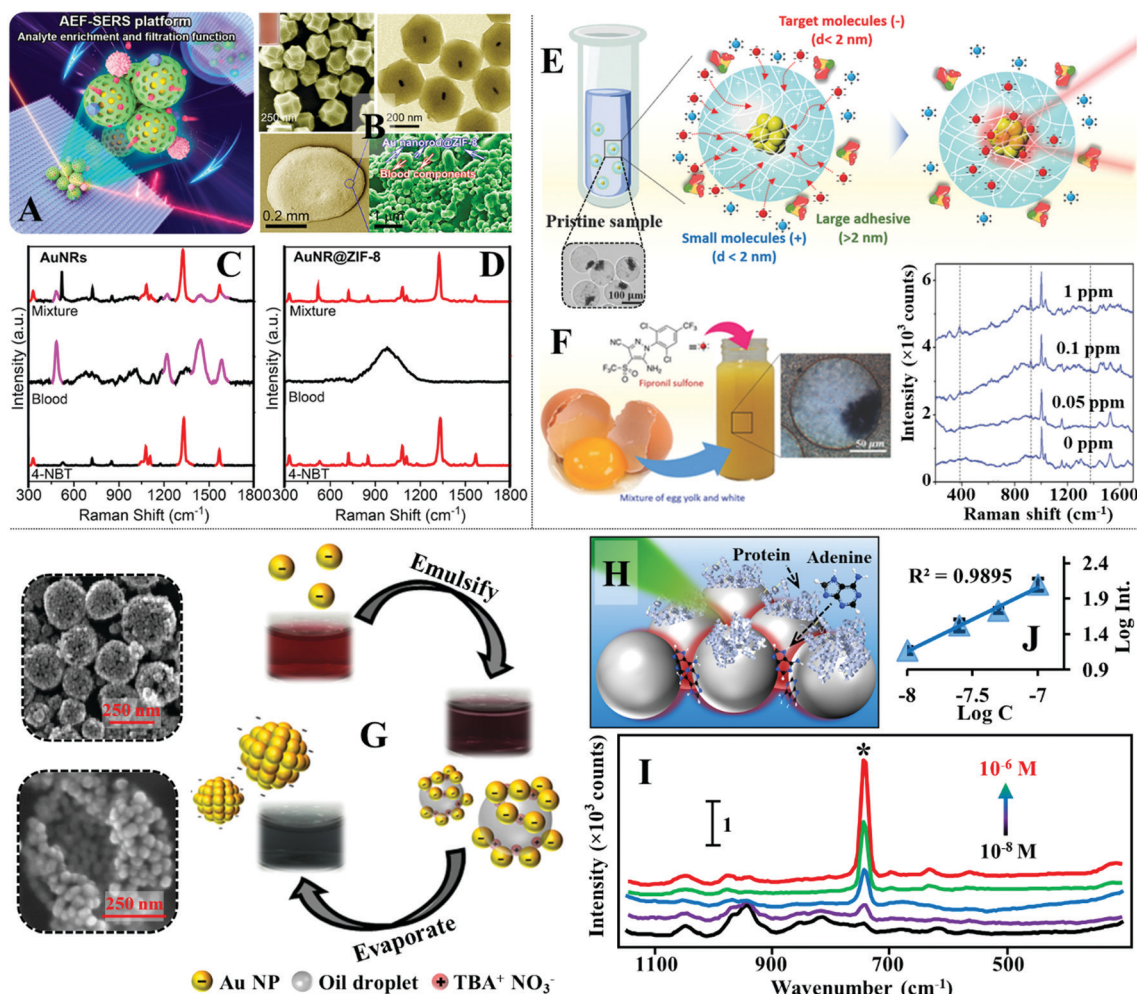 AEF-SERS platform
Analyte enrichment and filtration function
A
250 nm
200 nm
B
0.2 mm
Au nanorod@ZIF-8
Blood components
1 μm
AuNRs
C
Mixture
Blood
4-NBT
Intensity (a.u.)
300 600 900 1200 1500 1800
Raman Shift (cm-1)
AuNR@ZIF-8
D
Mixture
Blood
4-NBT
Intensity (a.u.)
300 600 900 1200 1500 1800
Raman Shift (cm-1)
E
Pristine sample
100 μm
Target molecules (-)
(d< 2 nm)
Small molecules (+)
(d < 2 nm)
Large adhesive
(>2 nm)
F
Fipronil sulfone
Mixture of egg yolk and white
50 μm
Intensity (×10³ counts)
6
4
2
0
1 ppm
0.1 ppm
0.05 ppm
0 ppm
400 800 1200 1600
Raman shift (cm-1)
250 nm
250 nm
Emulsify
G
Evaporate
Au NP
Oil droplet
TBA+ NO3-
H
Protein
Adenine
R² = 0.9895
J
2.4
1.9
1.4
0.9
Log Int.
-8 -7.5 -7
Log C
I
*
1
10-6 M
10-8 M
Intensity (×10³ counts)
1100 900 700 500
Wavenumber (cm-1)